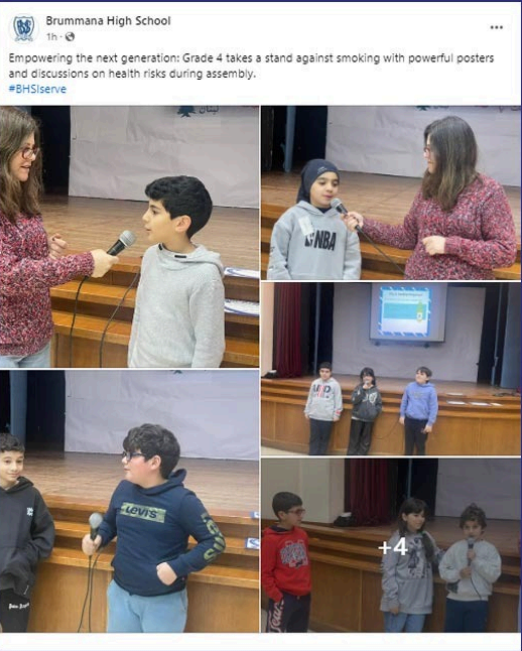 Brummana High School
1h
Empowering the next generation: Grade 4 takes a stand against smoking with powerful posters
and discussions on health risks during assembly.
#BHSIserve
NBA
LEVI'S
+4